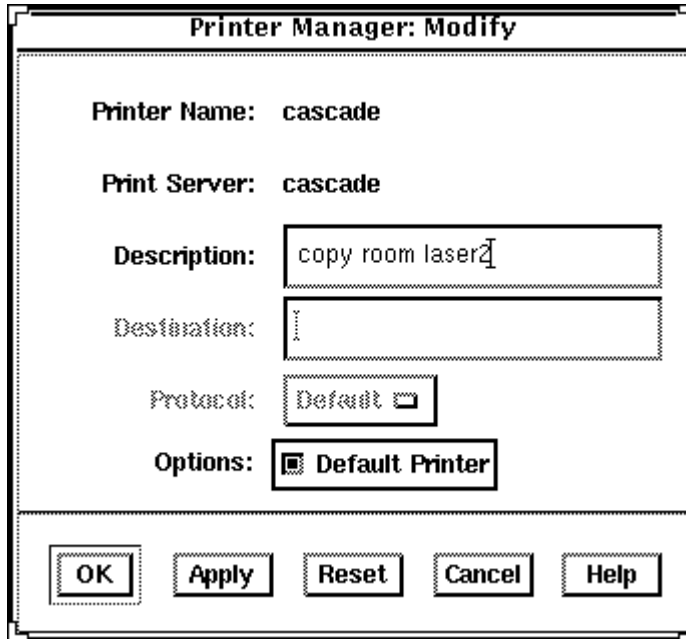 Printer Manager: Modify
Printer Name: cascade
Print Server: cascade
Description: copy room laser2
Destination:
Protocol: Default
Options: Default Printer
OK Apply Reset Cancel Help